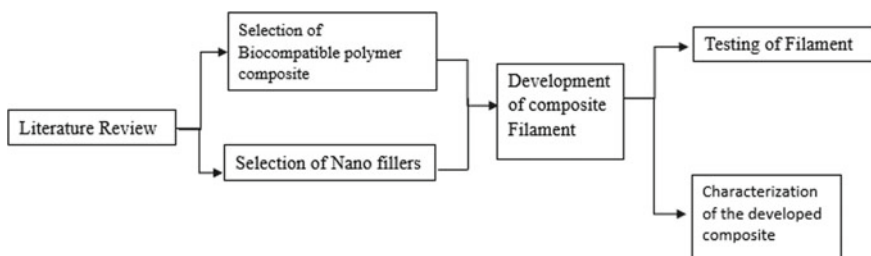 Literature Review
Selection of
Biocompatible polymer
composite
Selection of Nano fillers
Development
of composite
Filament
Testing of Filament
Characterization
of the developed
composite